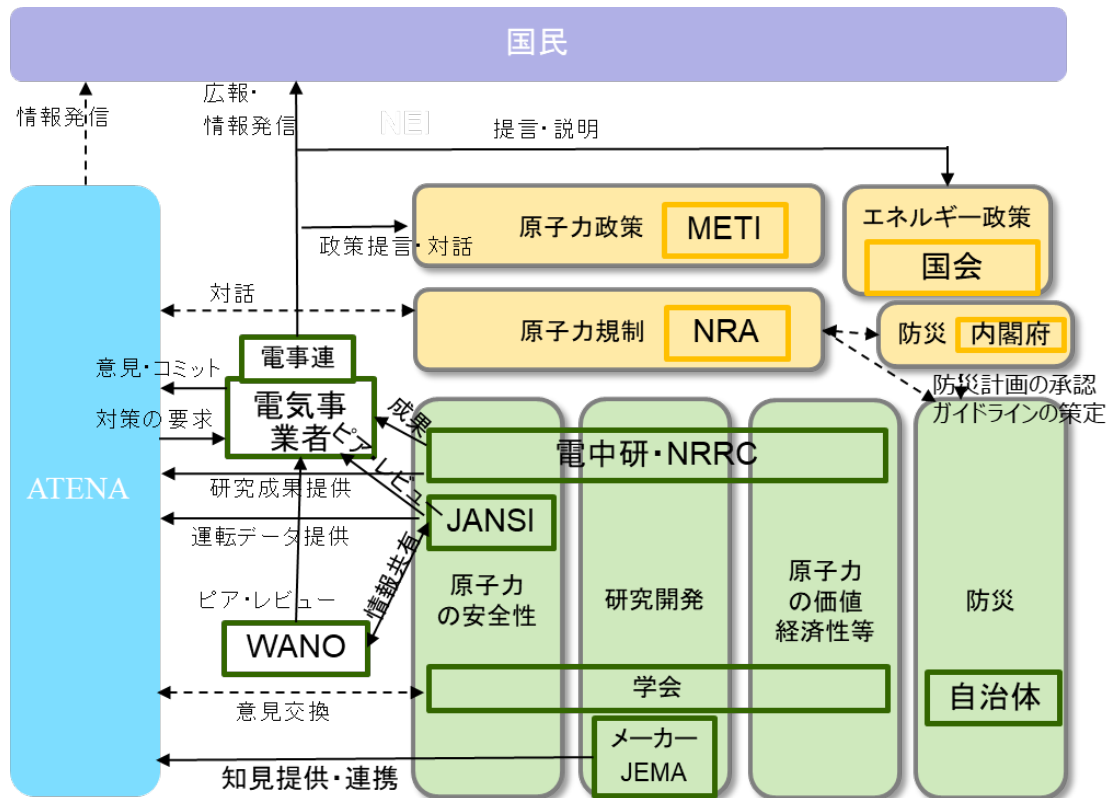 国民
情報発信
広報・
情報発信
NEI
提言・説明
原子力政策
METI
エネルギー政策
国会
政策提言・対話
対話
原子力規制
NRA
防災
内閣府
電事連
意見・コミット
電気事
業者
対策の要求
防災計画の承認
ガイドラインの策定
成果
ピア・レビュー
電中研・NRRC
ATENA
研究成果提供
JANSI
運転データ提供
情報共有
原子力
の安全性
研究開発
原子力
の価値
経済性等
防災
ピア・レビュー
WANO
学会
自治体
意見交換
メーカー
JEMA
知見提供・連携